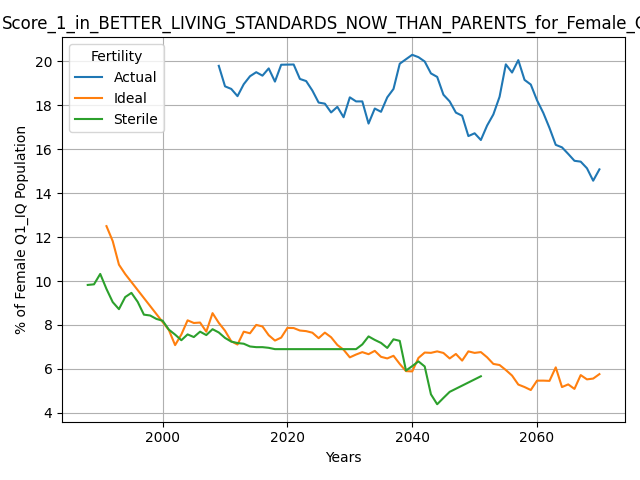 Score_1_in_BETTER_LIVING_STANDARDS_NOW_THAN_PARENTS_for_Female_
Fertility
Actual
Ideal
Sterile
% of Female Q1_IQ Population
20
18
16
14
12
10
8
6
4
2000
2020
2040
2060
Years